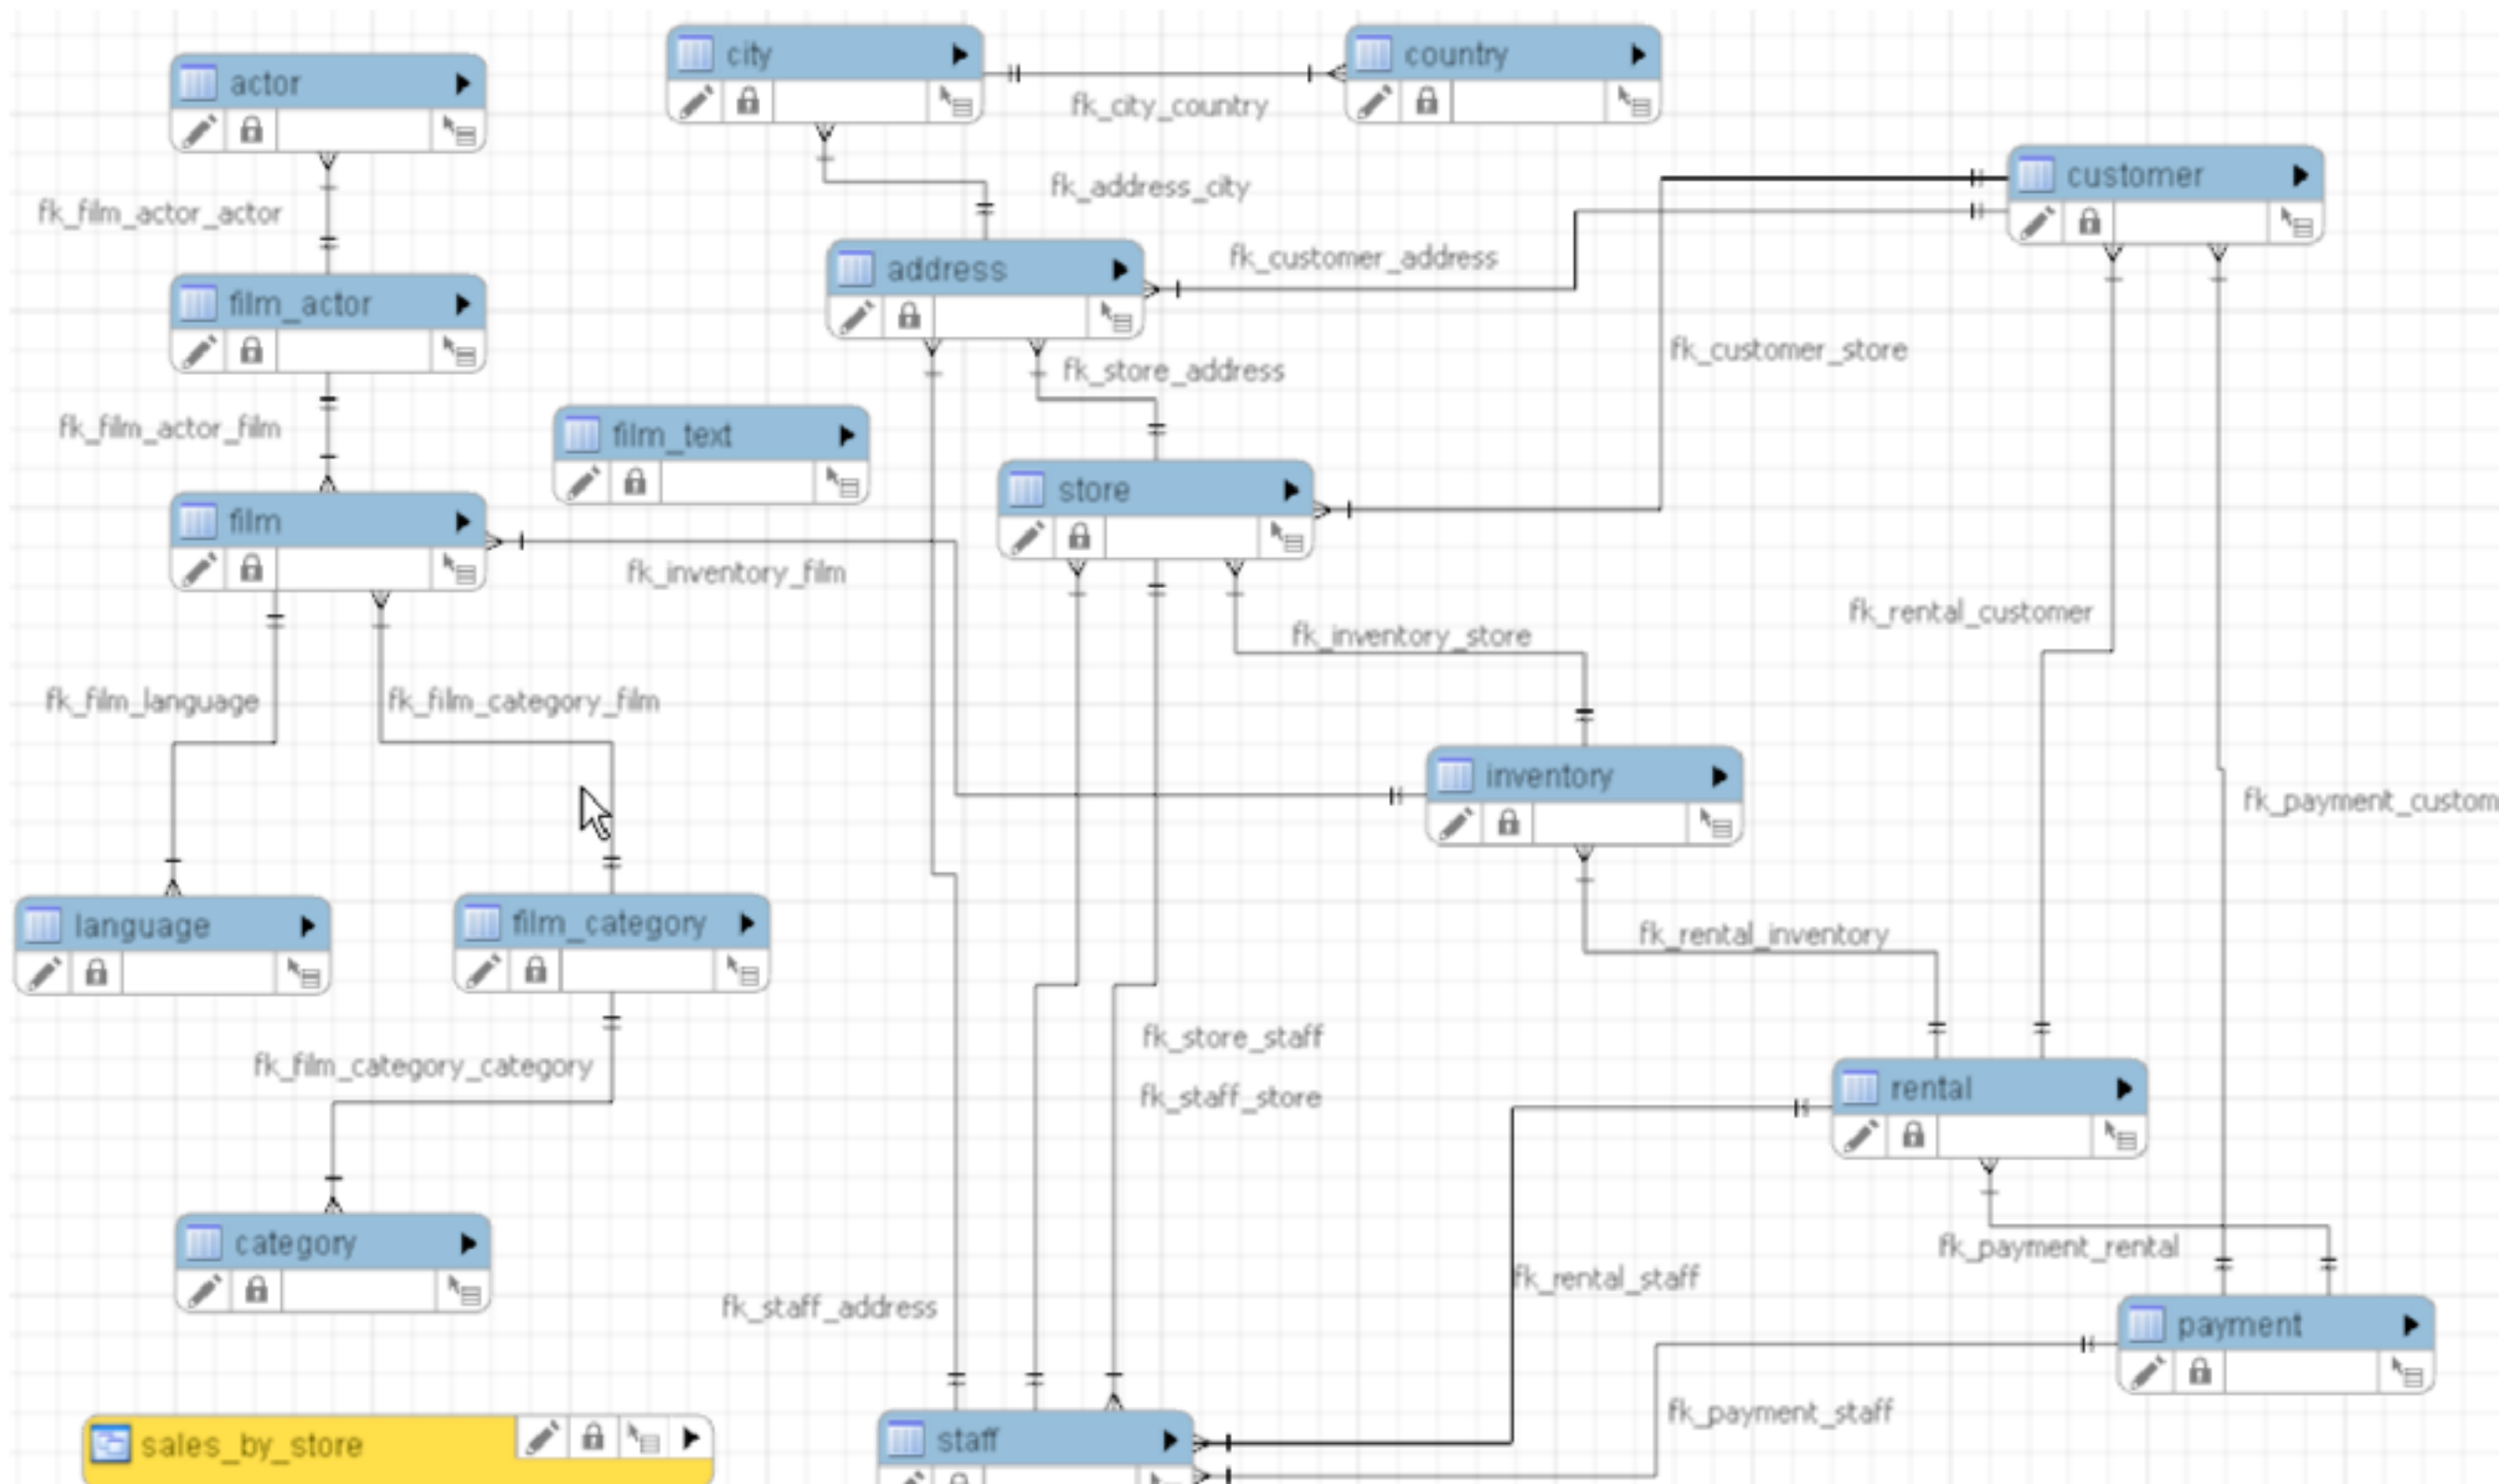 city
country
actor
fk_city_country
customer
fk_address_city
fk_film_actor_actor
address
fk_customer_address
film_actor
fk_customer_store
fk_store_address
fk_film_actor_film
film_text
store
film
fk_inventory_film
fk_rental_customer
fk_inventory_store
fk_film_language
fk_film_category_film
inventory
fk_payment_custom
language
film_category
fk_rental_inventory
fk_store_staff
fk_film_category_category
rental
fk_staff_store
category
fk_payment_rental
fk_rental_staff
fk_staff_address
payment
fk_payment_staff
sales_by_store
staff